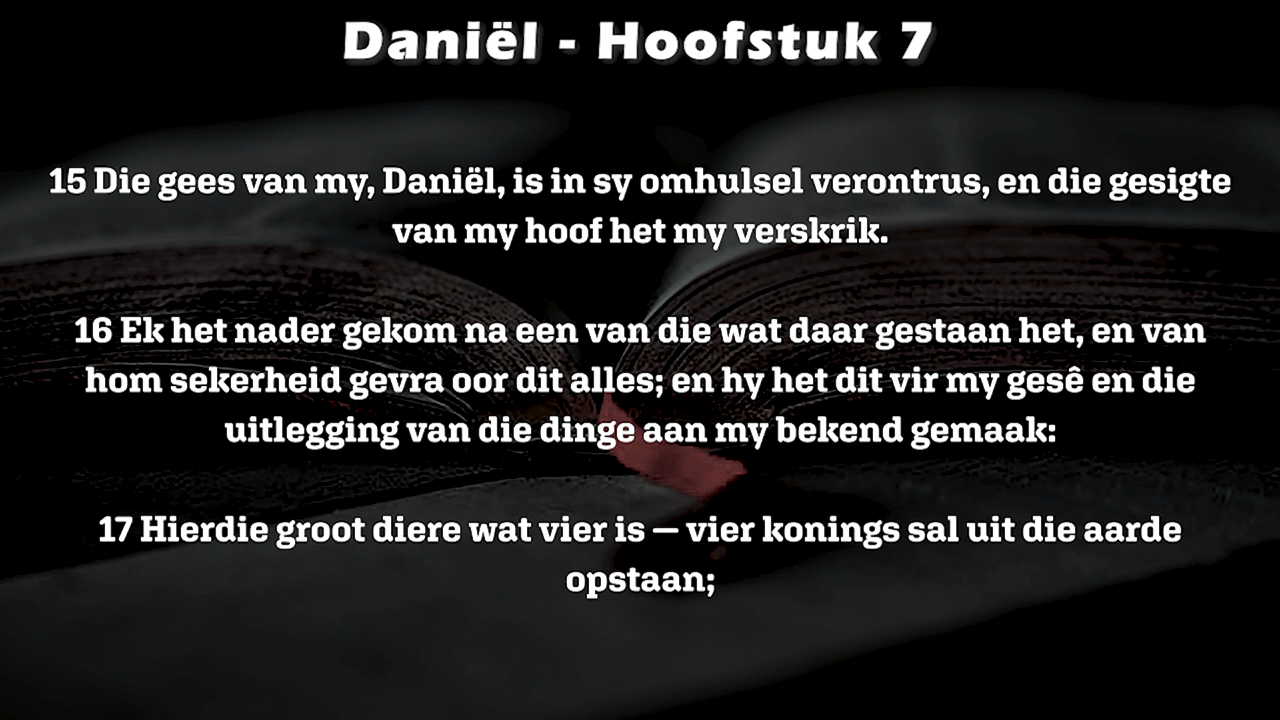 Daniël - Hoofstuk 7
15 Die gees van my, Daniël, is in sy omhulsel verontrus, en die gesigte
van my hoof het my verskrik.
16 Ek het nader gekom na een van die wat daar gestaan het, en van
hom sekerheid gevra oor dit alles; en hy het dit vir my gesê en die
uitlegging van die dinge aan my bekend gemaak:
17 Hierdie groot diere wat vier is — vier konings sal uit die aarde
opstaan;